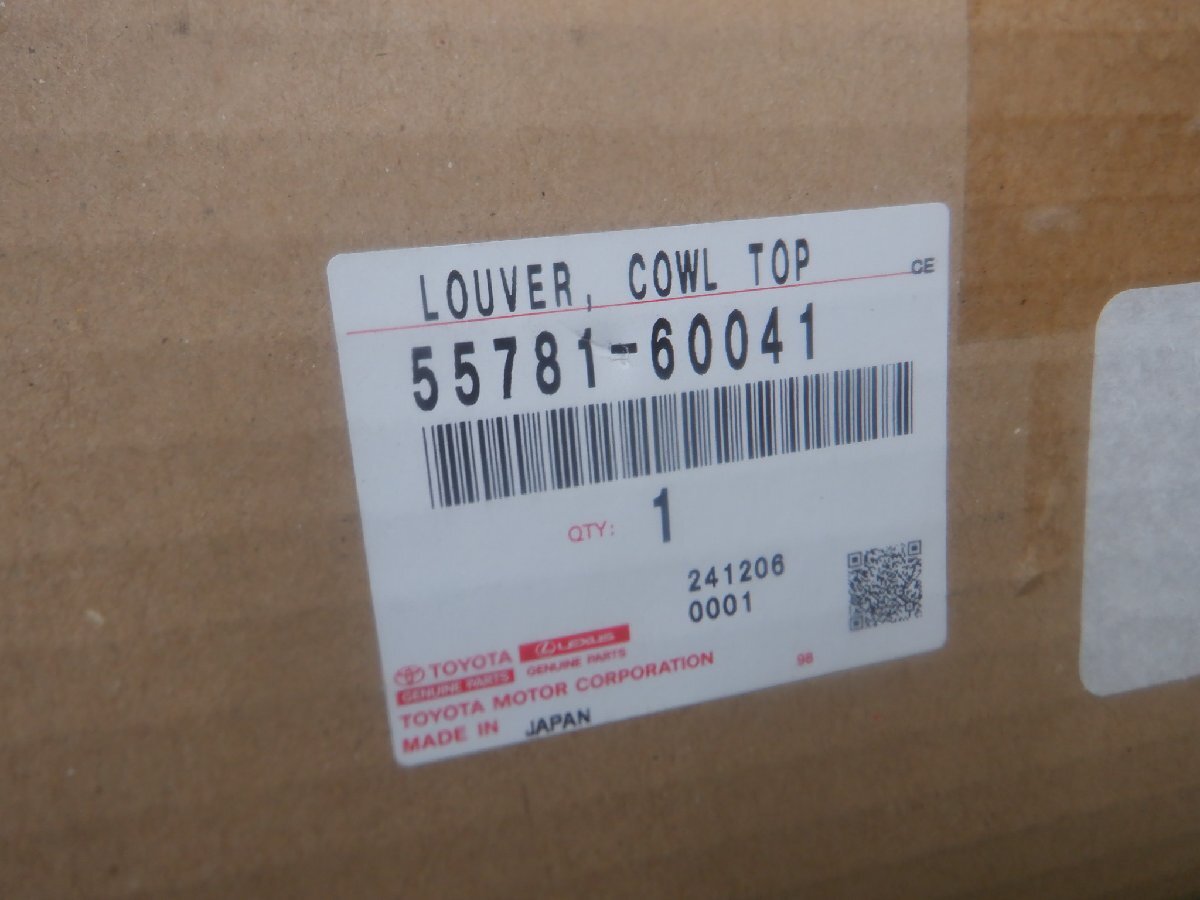 LOUVER, COWL TOP
CE
55781-60041
QTY: 1
241206
0001
TOYOTA
GENUINE PARTS
LEXUS
GENUINE PARTS
TOYOTA MOTOR CORPORATION
98
MADE IN JAPAN